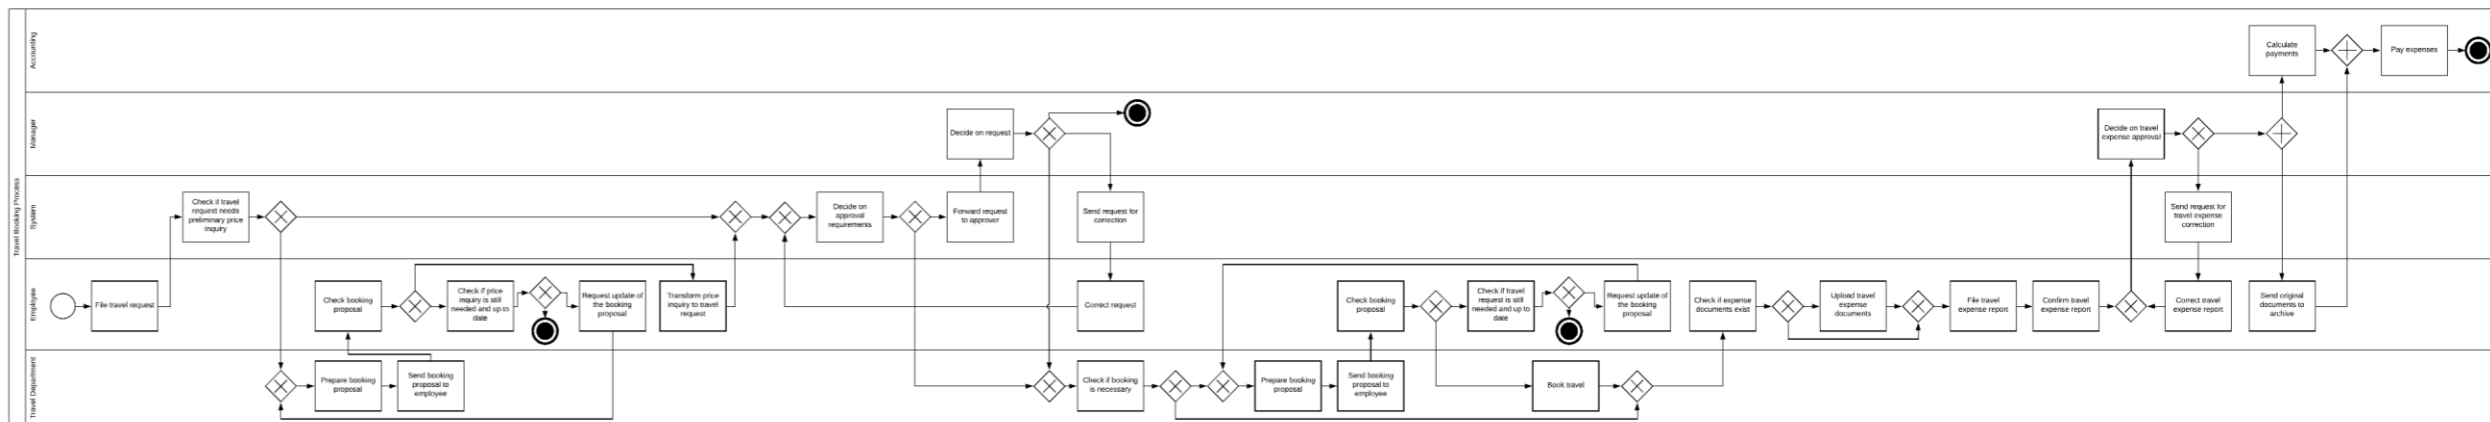 Travel Booking Process
Accounting
Calculate
payments
Pay expenses
Manager
Decide on request
Decide on travel
expense approval
System
Check if travel
request needs
preliminary price
inquiry
Decide on
approval
requirements
Forward request
to approver
Send request for
correction
Send request for
travel expense
correction
Employee
File travel request
Check booking
proposal
Check if price
inquiry is still
needed and up to
date
Request update of
the booking
proposal
Transform price
inquiry to travel
request
Correct request
Check booking
proposal
Check if travel
request is still
needed and up to
date
Request update of
the booking
proposal
Check if expense
documents exist
Upload travel
expense
documents
File travel
expense report
Confirm travel
expense report
Correct travel
expense report
Send original
documents to
archive
Travel Department
Prepare booking
proposal
Send booking
proposal to
employee
Check if booking
is necessary
Prepare booking
proposal
Send booking
proposal to
employee
Book travel